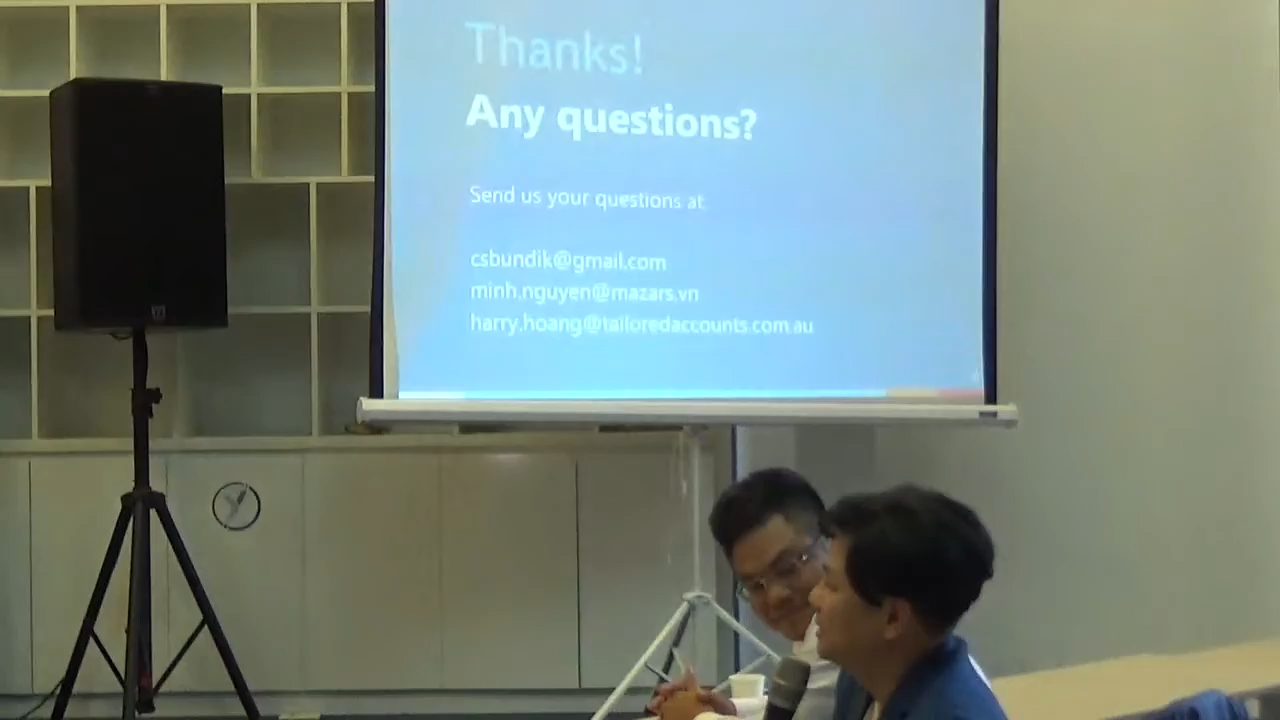 Thanks!
Any questions?
Send us your questions at
csbundik@gmail.com
minh.nguyen@mazars.vn
harry.hoang@tailoredaccounts.com.au